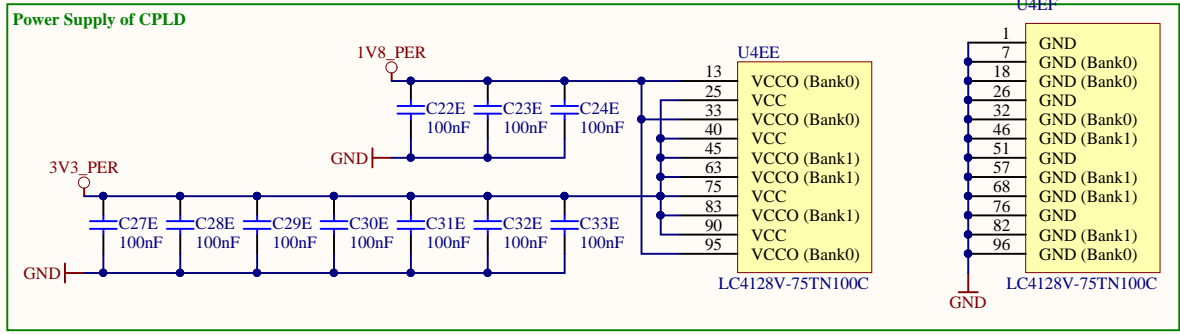 Power Supply of CPLD
U4EF
1V8_PER
U4EE
1 GND
7 GND (Bank0)
13 VCCO (Bank0)
18 GND (Bank0)
25 VCC
26 GND
C22E C23E C24E
33 VCCO (Bank0)
32 GND (Bank0)
100nF 100nF 100nF
40 VCC
46 GND (Bank1)
GND
45 VCCO (Bank1)
51 GND
3V3_PER
63 VCCO (Bank1)
57 GND (Bank1)
75 VCC
68 GND (Bank1)
83 VCCO (Bank1)
76 GND
C27E C28E C29E C30E C31E C32E C33E
90 VCC
82 GND (Bank1)
100nF 100nF 100nF 100nF 100nF 100nF 100nF
95 VCCO (Bank0)
96 GND (Bank0)
GND
LC4128V-75TN100C
LC4128V-75TN100C
GND